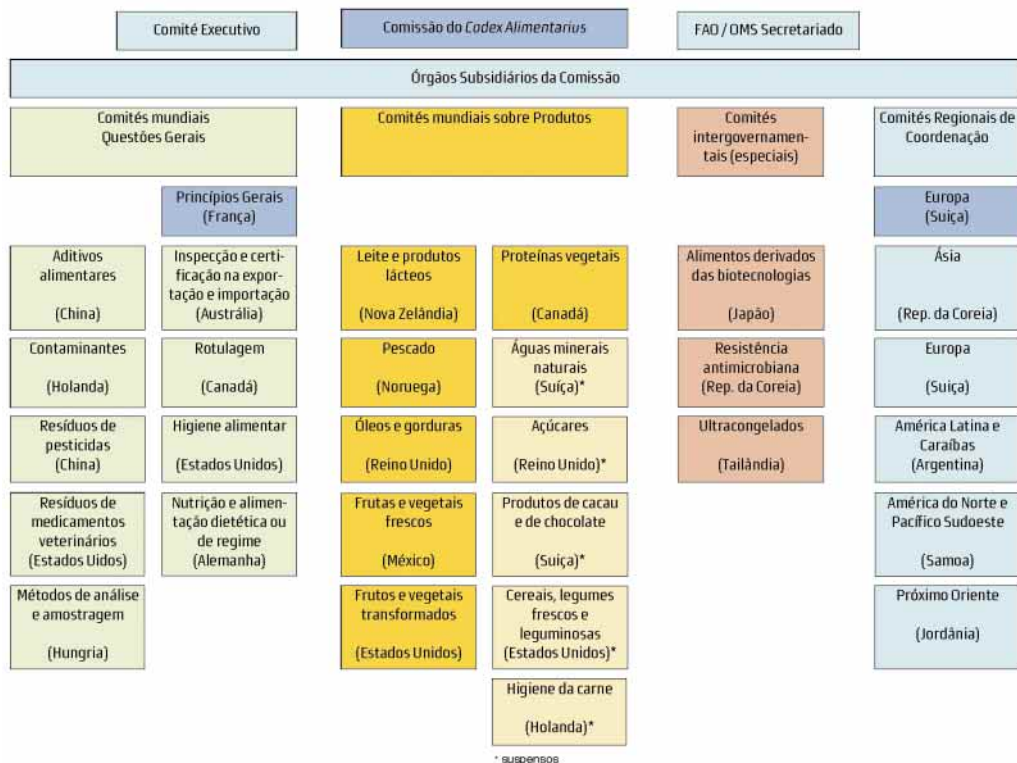 Comité Executivo
Comissão do Codex Alimentarius
FAO / OMS Secretariado
Órgãos Subsidiários da Comissão
Comités mundiais
Questões Gerais
Comités mundiais sobre Produtos
Comités
intergovernamen-
tais (especiais)
Comités Regionais de
Coordenação
Princípios Gerais
(França)
Europa
(Suiça)
Aditivos
alimentares
(China)
Inspecção e certi-
ficação na expor-
tação e importação
(Austrália)
Leite e produtos
lácteos
(Nova Zelândia)
Proteínas vegetais
(Canadá)
Alimentos derivados
das biotecnologias
(Japão)
Ásia
(Rep. da Coreia)
Contaminantes
(Holanda)
Rotulagem
(Canadá)
Pescado
(Noruega)
Águas minerais
naturais
(Suíça)*
Resistência
antimicrobiana
(Rep. da Coreia)
Europa
(Suiça)
Resíduos de
pesticidas
(China)
Higiene alimentar
(Estados Unidos)
Óleos e gorduras
(Reino Unido)
Açúcares
(Reino Unido)*
Ultracongelados
(Tailândia)
América Latina e
Caraíbas
(Argentina)
Resíduos de
medicamentos
veterinários
(Estados Uidos)
Nutrição e alimen-
tação dietética ou
de regime
(Alemanha)
Frutas e vegetais
frescos
(México)
Produtos de cacau
e de chocolate
(Suiça)*
América do Norte e
Pacífico Sudoeste
(Samoa)
Métodos de análise
e amostragem
(Hungria)
Frutos e vegetais
transformados
(Estados Unidos)
Cereais, legumes
frescos e
leguminosas
(Estados Unidos)*
Próximo Oriente
(Jordânia)
Higiene da carne
(Holanda)*
* suspensos